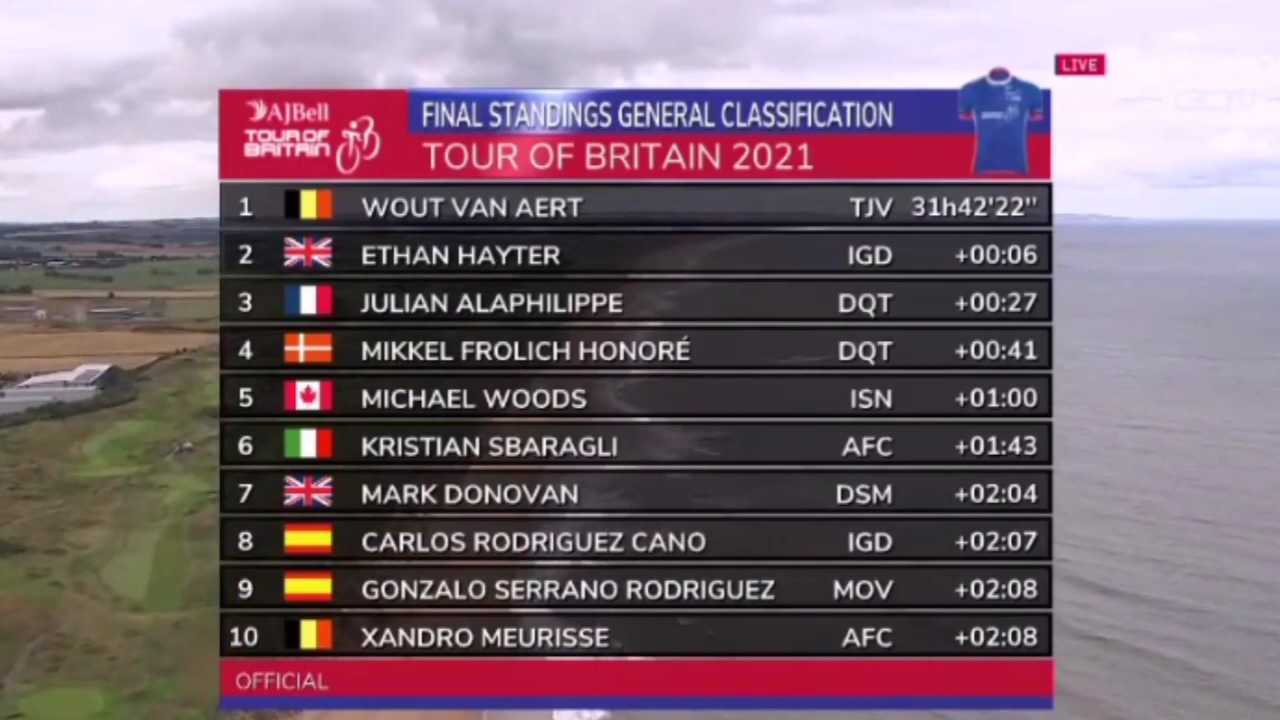 LIVE
AJBell
TOUR OF
BRITAIN
FINAL STANDINGS GENERAL CLASSIFICATION
TOUR OF BRITAIN 2021
1 WOUT VAN AERT TJV 31h42'22"
2 ETHAN HAYTER IGD +00:06
3 JULIAN ALAPHILIPPE DQT +00:27
4 MIKKEL FROLICH HONORÉ DQT +00:41
5 MICHAEL WOODS ISN +01:00
6 KRISTIAN SBARAGLI AFC +01:43
7 MARK DONOVAN DSM +02:04
8 CARLOS RODRIGUEZ CANO IGD +02:07
9 GONZALO SERRANO RODRIGUEZ MOV +02:08
10 XANDRO MEURISSE AFC +02:08
OFFICIAL